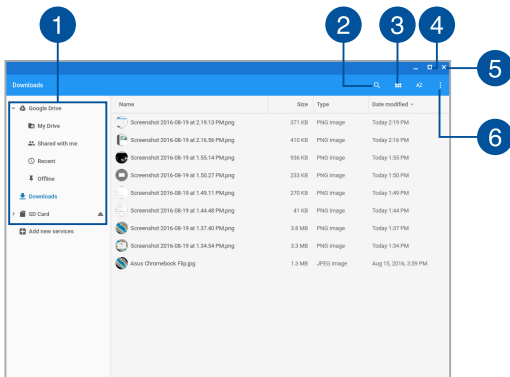 1
2
3
4
5
6
Downloads
Google Drive
My Drive
Shared with me
Recent
Offline
Downloads
SD Card
Add new services
Name Size Type Date modified
Screenshot 2016-08-19 at 2.19.13 PM.png 371 KB PNG image Today 2:19 PM
Screenshot 2016-08-19 at 2.16.56 PM.png 410 KB PNG image Today 2:16 PM
Screenshot 2016-08-19 at 1.55.14 PM.png 936 KB PNG image Today 1:55 PM
Screenshot 2016-08-19 at 1.50.27 PM.png 233 KB PNG image Today 1:50 PM
Screenshot 2016-08-19 at 1.49.11 PM.png 270 KB PNG image Today 1:49 PM
Screenshot 2016-08-19 at 1.44.48 PM.png 41 KB PNG image Today 1:44 PM
Screenshot 2016-08-19 at 1.37.40 PM.png 3.8 MB PNG image Today 1:37 PM
Screenshot 2016-08-19 at 1.34.54 PM.png 3.3 MB PNG image Today 1:34 PM
Asus Chromebook Flip.jpg 1.3 MB JPEG image Aug 15, 2016, 3:59 PM